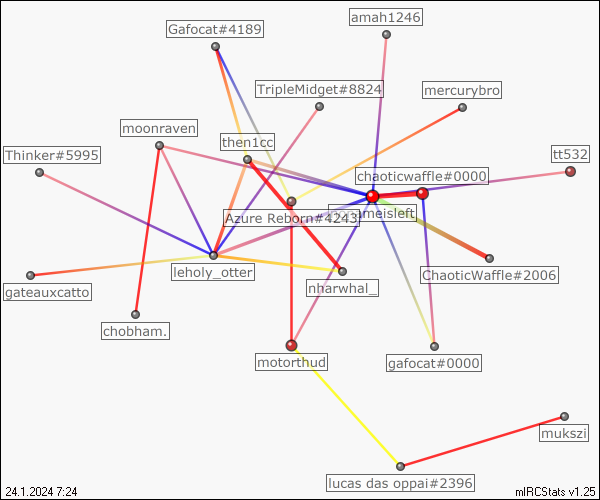 amah1246
Gafocat#4189
TripleMidget#8824
mercurybro
moonraven
then1cc
Thinker#5995
tt532
chaoticwaffle#0000
Azure Reborn#4243
leholy_otter
ChaoticWaffle#2006
nharwhal_
gateauxcatto
chobham.
motorthud
gafocat#0000
mukszi
lucas das oppai#2396
24.1.2024 7:24
mIRCStats v1.25